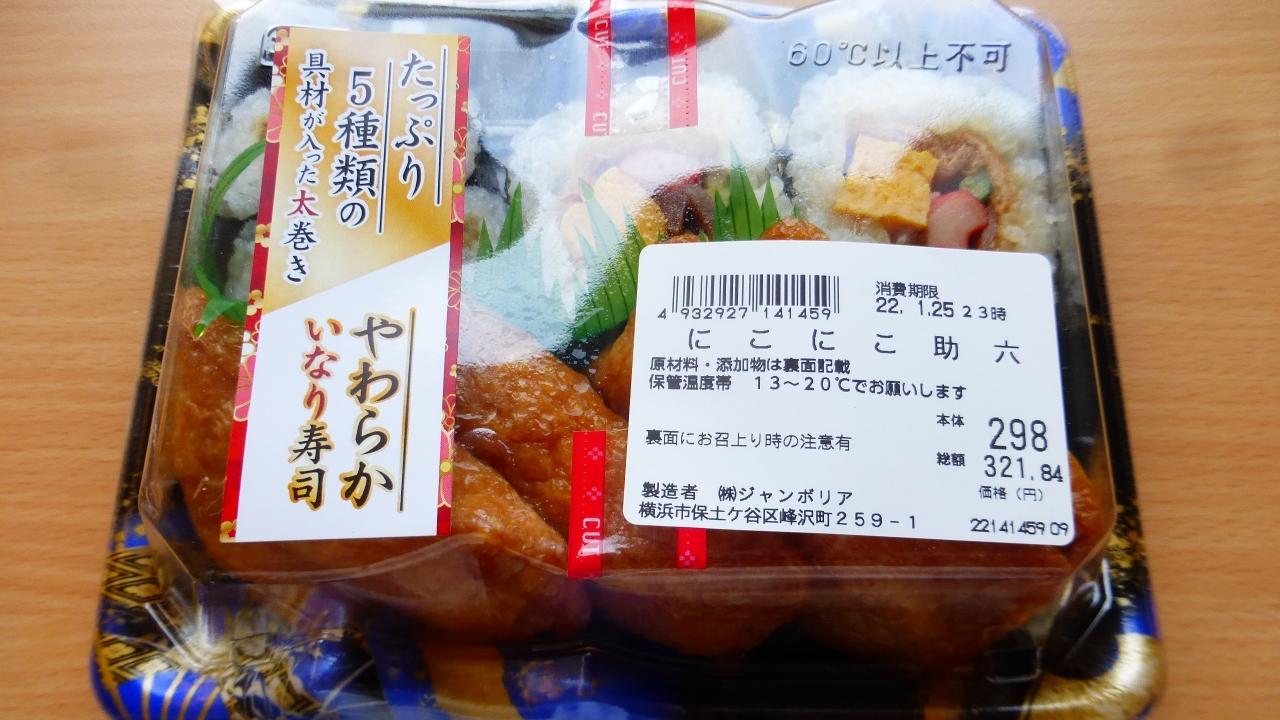 たっぷり
5種類の
具材が入った太巻き
やわらか
いなり寿司
60℃以上不可
CUT
CUT
CUT
CUT
消費期限
22. 1.25 23時
4 932927 141459
にこにこ助六
原材料・添加物は裏面記載
保管温度帯 13～20℃でお願いします
本体 298
裏面にお召上り時の注意有
総額 321.84
価格（円）
製造者 ㈱ジャンボリア
横浜市保土ケ谷区峰沢町259-1
22141459 09
CUT